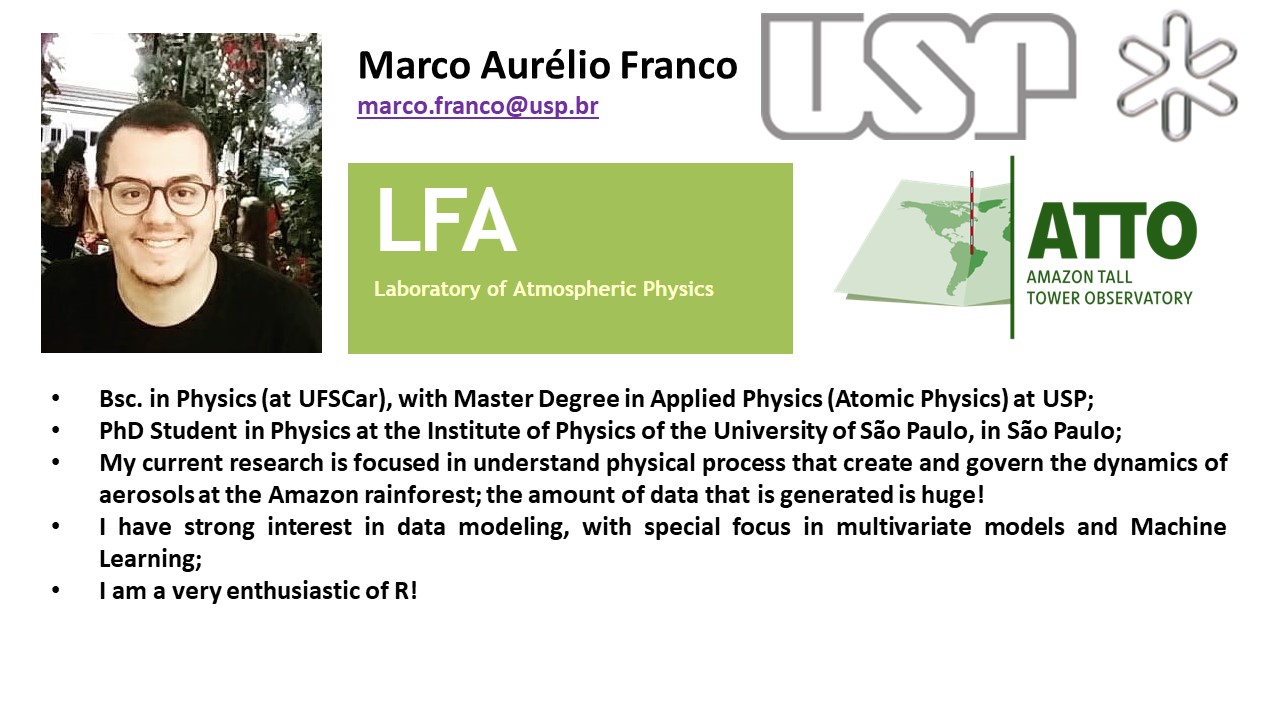 Marco Aurélio Franco
marco.franco@usp.br
USP
LFA
Laboratory of Atmospheric Physics
ATTO
AMAZON TALL
TOWER OBSERVATORY
• Bsc. in Physics (at UFSCar), with Master Degree in Applied Physics (Atomic Physics) at USP;
• PhD Student in Physics at the Institute of Physics of the University of São Paulo, in São Paulo;
• My current research is focused in understand physical process that create and govern the dynamics of
aerosols at the Amazon rainforest; the amount of data that is generated is huge!
• I have strong interest in data modeling, with special focus in multivariate models and Machine
Learning;
• I am a very enthusiastic of R!